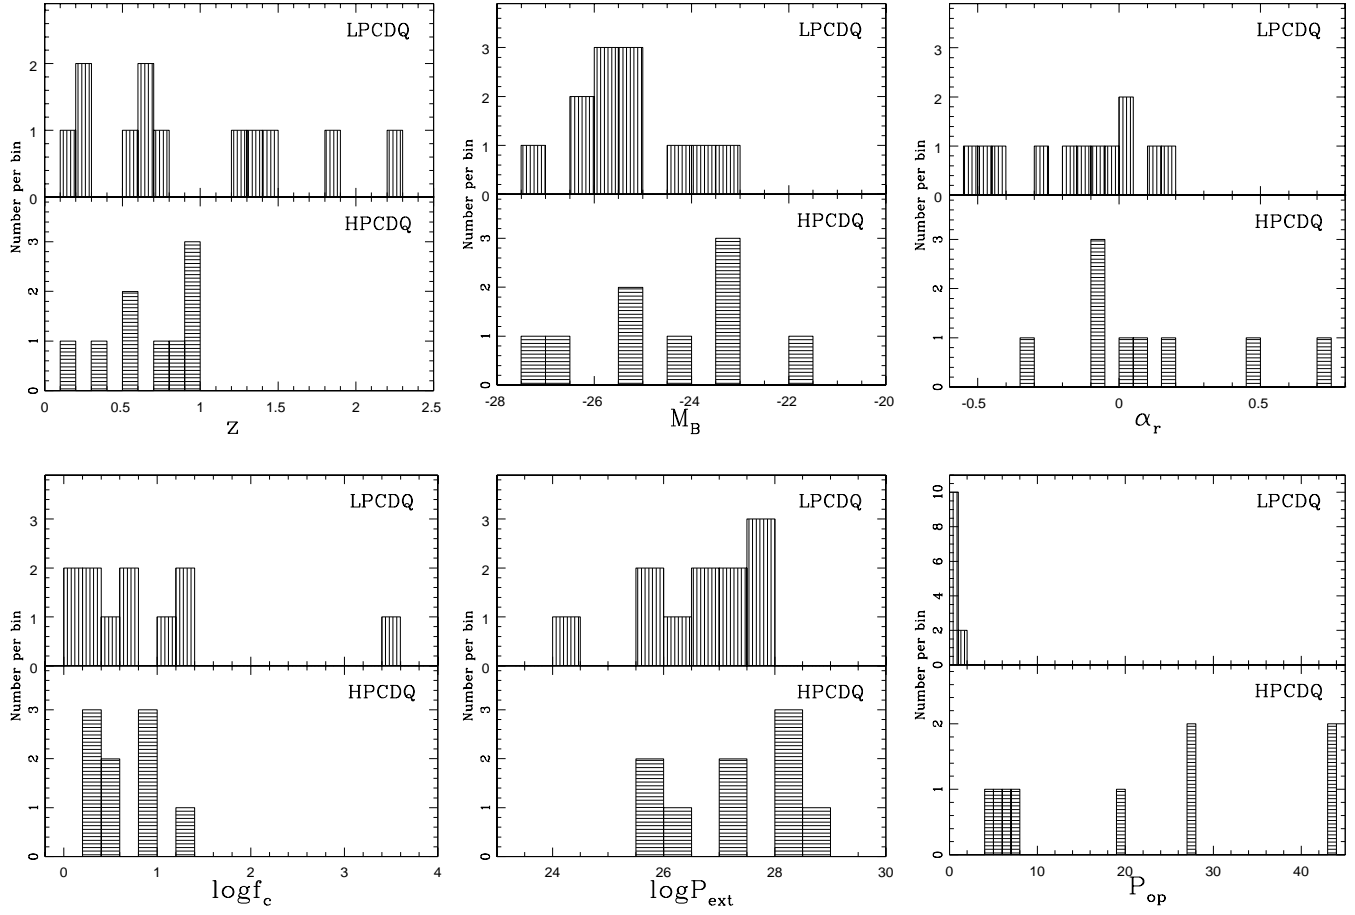 LPCDQ
2
1
0
HPCDQ
3
2
1
0
Number per bin
0 0.5 1 1.5 2 2.5
z
LPCDQ
3
2
1
0
HPCDQ
3
2
1
0
Number per bin
-28 -26 -24 -22 -20
M_B
LPCDQ
3
2
1
0
HPCDQ
3
2
1
0
Number per bin
-0.5 0 0.5
α_r
LPCDQ
3
2
1
0
HPCDQ
3
2
1
0
Number per bin
0 1 2 3 4
logf_c
LPCDQ
3
2
1
0
HPCDQ
3
2
1
0
Number per bin
24 26 28 30
logP_ext
LPCDQ
10
8
6
4
2
0
HPCDQ
2
1
0
Number per bin
0 10 20 30 40
P_op